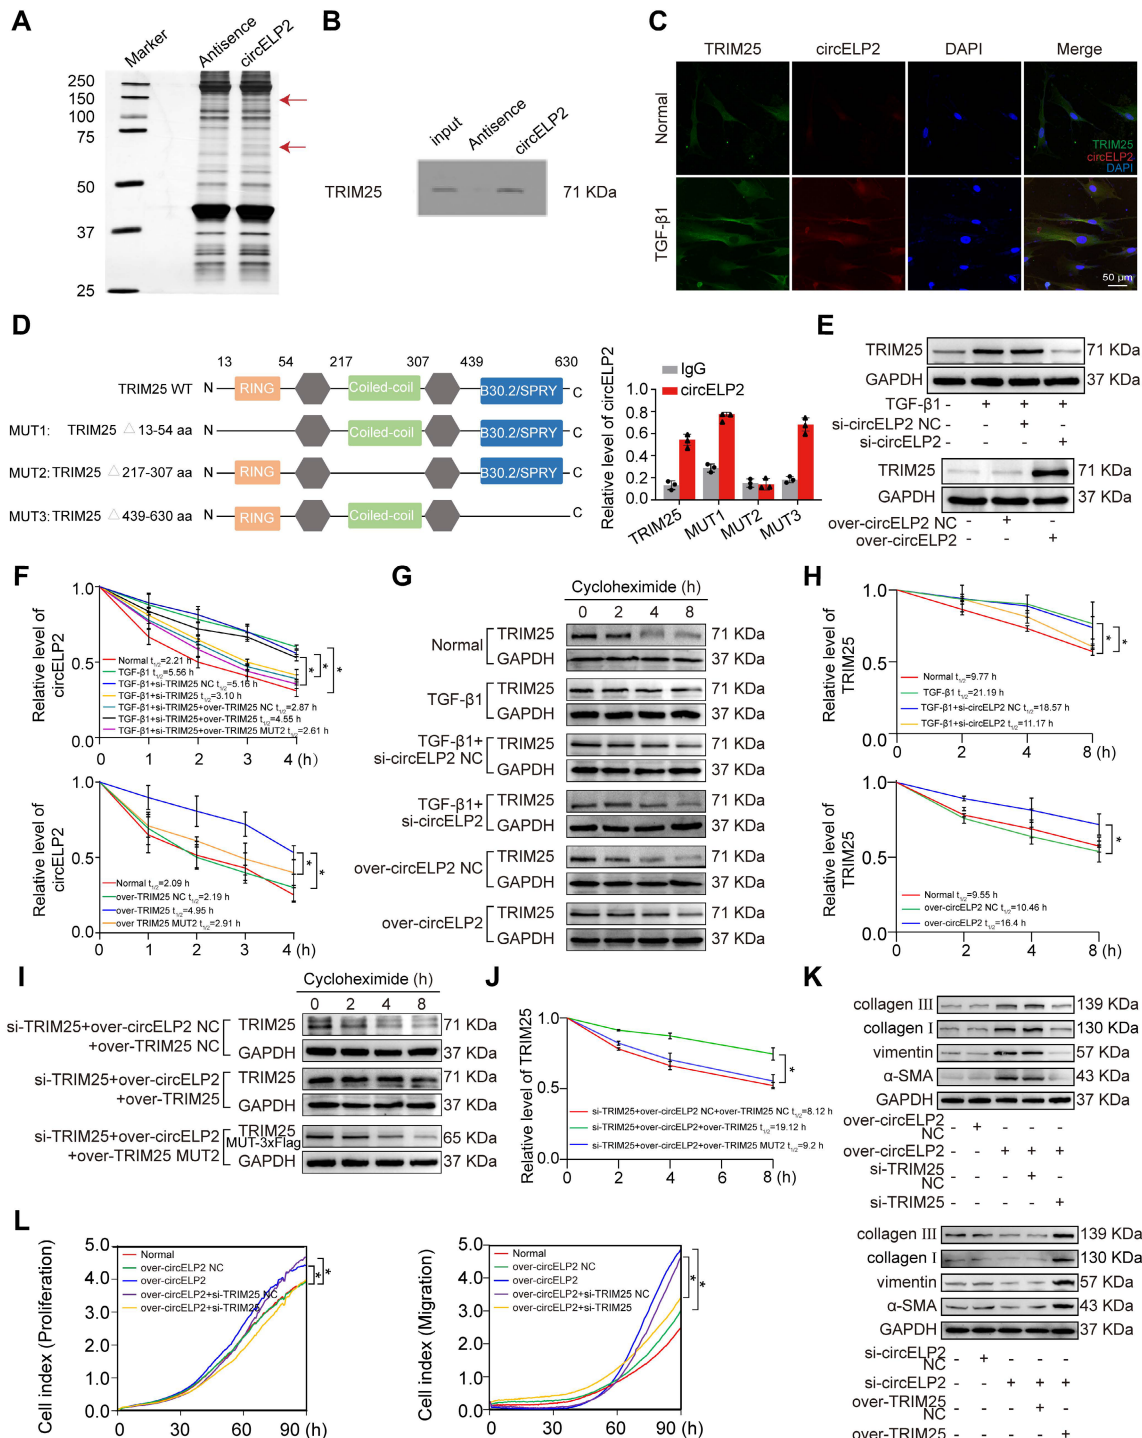 A
Marker
Antisence
circELP2
250
150
100
75
50
37
25
B
input
Antisence
circELP2
TRIM25
71 KDa
C
TRIM25 circELP2 DAPI Merge
Normal
TGF-β1
TRIM25
circELP2
DAPI
50 μm
D
13 54 217 307 439 630
TRIM25 WT N RING Coiled-coil B30.2/SPRY C
MUT1: TRIM25 △ 13-54 aa N Coiled-coil B30.2/SPRY C
MUT2: TRIM25 △ 217-307 aa N RING B30.2/SPRY C
MUT3: TRIM25 △ 439-630 aa N RING Coiled-coil C
Relative level of circELP2
IgG
circELP2
1.0
0.8
0.6
0.4
0.2
0.0
TRIM25 MUT1 MUT2 MUT3
E
TRIM25 71 KDa
GAPDH 37 KDa
TGF-β1 - + + +
si-circELP2 NC - - + -
si-circELP2 - - - +
TRIM25 71 KDa
GAPDH 37 KDa
over-circELP2 NC - + -
over-circELP2 - - +
F
Relative level of
circELP2
1.0
0.5
0.0
Normal t1/2=2.21 h
TGF-β1 t1/2=5.56 h
TGF-β1+si-TRIM25 NC t1/2=5.16 h
TGF-β1+si-TRIM25 t1/2=3.10 h
TGF-β1+si-TRIM25+over-TRIM25 NC t1/2=2.87 h
TGF-β1+si-TRIM25+over-TRIM25 t1/2=4.55 h
TGF-β1+si-TRIM25+over-TRIM25 MUT2 t1/2=2.61 h
* * *
0 1 2 3 4 (h)
Relative level of
circELP2
1.0
0.5
0.0
Normal t1/2=2.09 h
over-TRIM25 NC t1/2=2.19 h
over-TRIM25 t1/2=4.95 h
over TRIM25 MUT2 t1/2=2.91 h
* *
0 1 2 3 4 (h)
G
Cycloheximide (h)
0 2 4 8
Normal
TRIM25 71 KDa
GAPDH 37 KDa
TGF-β1
TRIM25 71 KDa
GAPDH 37 KDa
TGF-β1+
si-circELP2 NC
TRIM25 71 KDa
GAPDH 37 KDa
TGF-β1+
si-circELP2
TRIM25 71 KDa
GAPDH 37 KDa
over-circELP2 NC
TRIM25 71 KDa
GAPDH 37 KDa
over-circELP2
TRIM25 71 KDa
GAPDH 37 KDa
H
Relative level of
TRIM25
1.0
0.5
0.0
Normal t1/2=9.77 h
TGF-β1 t1/2=21.19 h
TGF-β1+si-circELP2 NC t1/2=18.57 h
TGF-β1+si-circELP2 t1/2=11.17 h
* *
0 2 4 8 (h)
Relative level of
TRIM25
1.0
0.5
0.0
Normal t1/2=9.55 h
over-circELP2 NC t1/2=10.46 h
over-circELP2 t1/2=16.4 h
*
0 2 4 8 (h)
I
Cycloheximide (h)
0 2 4 8
si-TRIM25+over-circELP2 NC
+over-TRIM25 NC
TRIM25 71 KDa
GAPDH 37 KDa
si-TRIM25+over-circELP2
+over-TRIM25
TRIM25 71 KDa
GAPDH 37 KDa
si-TRIM25+over-circELP2
+over-TRIM25 MUT2
TRIM25
MUT-3xFlag 65 KDa
GAPDH 37 KDa
J
Relative level of TRIM25
1.0
0.5
0.0
si-TRIM25+over-circELP2 NC+over-TRIM25 NC t1/2=8.12 h
si-TRIM25+over-circELP2+over-TRIM25 t1/2=19.12 h
si-TRIM25+over-circELP2+over-TRIM25 MUT2 t1/2=9.2 h
*
0 2 4 8 (h)
K
collagen III 139 KDa
collagen I 130 KDa
vimentin 57 KDa
α-SMA 43 KDa
GAPDH 37 KDa
over-circELP2
NC - + - - -
over-circELP2 - - + + +
si-TRIM25
NC - - - + -
si-TRIM25 - - - - +
collagen III 139 KDa
collagen I 130 KDa
vimentin 57 KDa
α-SMA 43 KDa
GAPDH 37 KDa
si-circELP2
NC - + - - -
si-circELP2 - - + + +
over-TRIM25
NC - - - + -
over-TRIM25 - - - - +
L
Cell index (Proliferation)
5.0
4.0
3.0
2.0
1.0
0.0
Normal
over-circELP2 NC
over-circELP2
over-circELP2+si-TRIM25 NC
over-circELP2+si-TRIM25
* *
0 30 60 90 (h)
Cell index (Migration)
5.0
4.0
3.0
2.0
1.0
0.0
Normal
over-circELP2 NC
over-circELP2
over-circELP2+si-TRIM25 NC
over-circELP2+si-TRIM25
* *
0 30 60 90 (h)